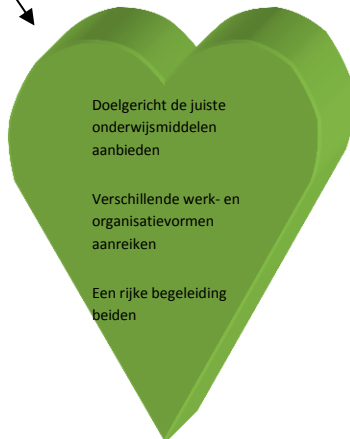 Doelgericht de juiste
onderwijsmiddelen
aanbieden
Verschillende werk- en
organisatievormen
aanreiken
Een rijke begeleiding
beiden